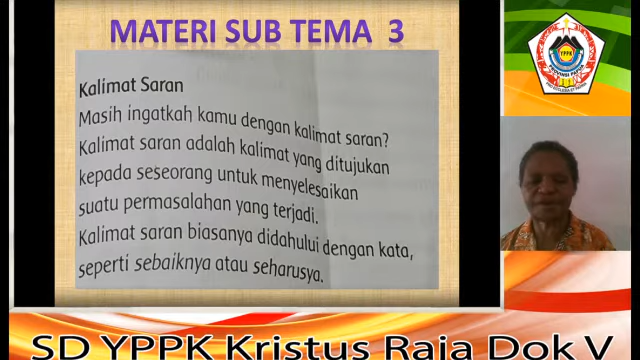 MATERI SUB TEMA 3
Kalimat Saran
Masih ingatkah kamu dengan kalimat saran?
Kalimat saran adalah kalimat yang ditujukan
kepada seseorang untuk menyelesaikan
suatu permasalahan yang terjadi.
Kalimat saran biasanya didahului dengan kata,
seperti sebaiknya atau seharusya.
YPPK
PROVINSI PAPUA
SD YPPK Kristus Raja Dok V